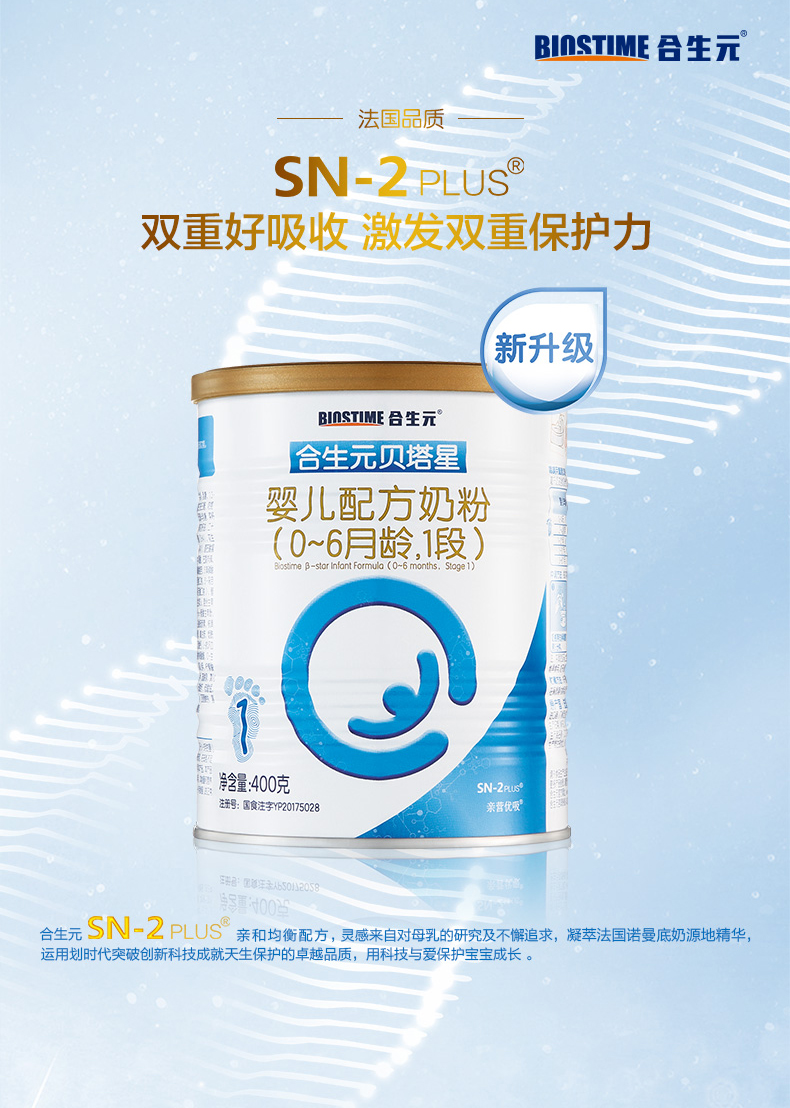 BIOSTIME 合生元®
法国品质
SN-2 PLUS®
双重好吸收 激发双重保护力
新升级
BIOSTIME 合生元®
合生元贝塔星
婴儿配方奶粉
(0~6月龄,1段)
Biostime β-star Infant Formula (0~6 months, Stage 1)
1
净含量:400克
注册号: 国食注字YP20175028
SN-2 PLUS®
亲普优吸®
合生元 SN-2 PLUS® 亲和均衡配方,灵感来自对母乳的研究及不懈追求，凝萃法国诺曼底奶源地精华，
运用划时代突破创新科技成就天生保护的卓越品质，用科技与爱保护宝宝成长 。